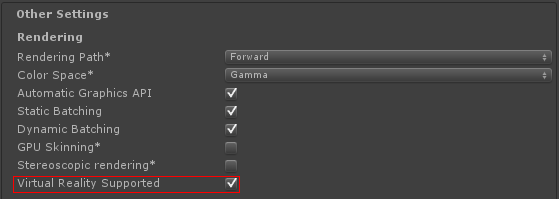 Other Settings
Rendering
Rendering Path* Forward
Color Space* Gamma
Automatic Graphics API
Static Batching
Dynamic Batching
GPU Skinning*
Stereoscopic rendering*
Virtual Reality Supported